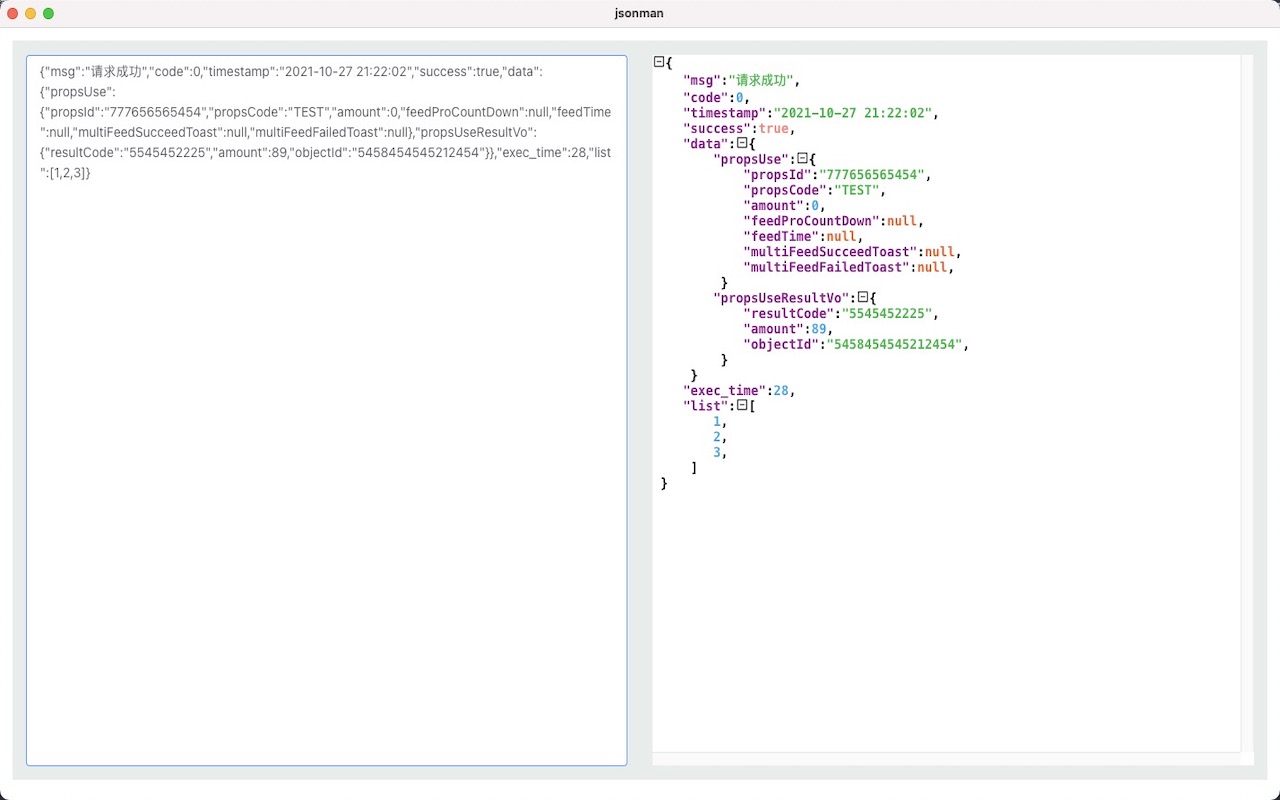 jsonman
{"msg":"请求成功","code":0,"timestamp":"2021-10-27 21:22:02","success":true,"data":
{"propsUse":
{"propsId":"777656565454","propsCode":"TEST","amount":0,"feedProCountDown":null,"feedTime
":null,"multiFeedSucceedToast":null,"multiFeedFailedToast":null},"propsUseResultVo":
{"resultCode":"5545452225","amount":89,"objectId":"5458454545212454"}},"exec_time":28,"list
":[1,2,3]}
{
"msg":"请求成功",
"code":0,
"timestamp":"2021-10-27 21:22:02",
"success":true,
"data":{
"propsUse":{
"propsId":"777656565454",
"propsCode":"TEST",
"amount":0,
"feedProCountDown":null,
"feedTime":null,
"multiFeedSucceedToast":null,
"multiFeedFailedToast":null,
}
"propsUseResultVo":{
"resultCode":"5545452225",
"amount":89,
"objectId":"5458454545212454",
}
}
"exec_time":28,
"list":[
1,
2,
3,
]
}